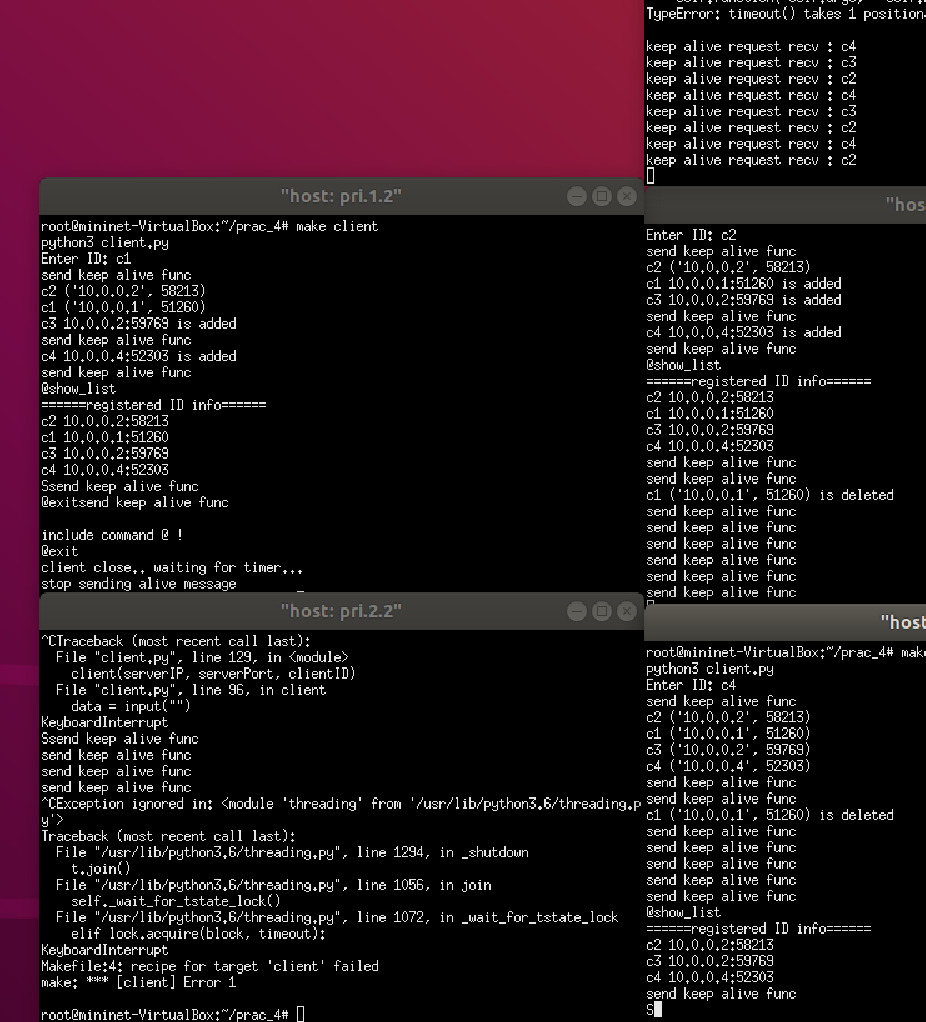 "host: pri.1.2"
root@mininet-VirtualBox:~/prac_4# make client
python3 client.py
Enter ID: c1
send keep alive func
c2 ('10.0.0.2', 58213)
c1 ('10.0.0.1', 51260)
c3 10.0.0.2:59769 is added
send keep alive func
c4 10.0.0.4:52303 is added
send keep alive func
@show_list
======registered ID info======
c2 10.0.0.2:58213
c1 10.0.0.1:51260
c3 10.0.0.2:59769
c4 10.0.0.4:52303
Ssend keep alive func
@exitsend keep alive func
include command @ !
@exit
client close.. waiting for timer...
stop sending alive message
"host: pri.2.2"
^CTraceback (most recent call last):
File "client.py", line 129, in <module>
client(serverIP, serverPort, clientID)
File "client.py", line 96, in client
data = input("")
KeyboardInterrupt
Ssend keep alive func
send keep alive func
send keep alive func
send keep alive func
^CException ignored in: <module 'threading' from '/usr/lib/python3.6/threading.p
y'>
Traceback (most recent call last):
File "/usr/lib/python3.6/threading.py", line 1294, in _shutdown
t.join()
File "/usr/lib/python3.6/threading.py", line 1056, in join
self._wait_for_tstate_lock()
File "/usr/lib/python3.6/threading.py", line 1072, in _wait_for_tstate_lock
elif lock.acquire(block, timeout):
KeyboardInterrupt
Makefile:4: recipe for target 'client' failed
make: *** [client] Error 1
root@mininet-VirtualBox:~/prac_4#
TypeError: timeout() takes 1 position
keep alive request recv : c4
keep alive request recv : c3
keep alive request recv : c2
keep alive request recv : c4
keep alive request recv : c3
keep alive request recv : c2
keep alive request recv : c4
keep alive request recv : c2
"hos
Enter ID: c2
send keep alive func
c2 ('10.0.0.2', 58213)
c1 10.0.0.1:51260 is added
c3 10.0.0.2:59769 is added
send keep alive func
c4 10.0.0.4:52303 is added
send keep alive func
@show_list
======registered ID info======
c2 10.0.0.2:58213
c1 10.0.0.1:51260
c3 10.0.0.2:59769
c4 10.0.0.4:52303
send keep alive func
send keep alive func
c1 ('10.0.0.1', 51260) is deleted
send keep alive func
send keep alive func
send keep alive func
send keep alive func
send keep alive func
send keep alive func
"host
root@mininet-VirtualBox:~/prac_4# make
python3 client.py
Enter ID: c4
send keep alive func
c2 ('10.0.0.2', 58213)
c1 ('10.0.0.1', 51260)
c3 ('10.0.0.2', 59769)
c4 ('10.0.0.4', 52303)
send keep alive func
send keep alive func
c1 ('10.0.0.1', 51260) is deleted
send keep alive func
send keep alive func
send keep alive func
send keep alive func
send keep alive func
@show_list
======registered ID info======
c2 10.0.0.2:58213
c3 10.0.0.2:59769
c4 10.0.0.4:52303
send keep alive func
S